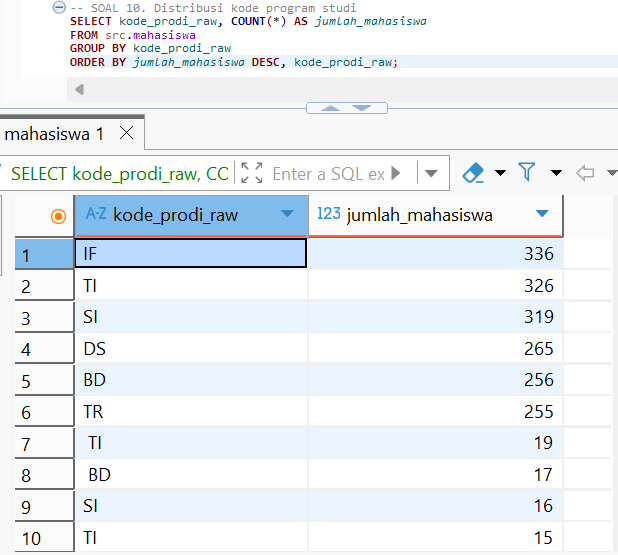 -- SOAL 10. Distribusi kode program studi
SELECT kode_prodi_raw, COUNT(*) AS jumlah_mahasiswa
FROM src.mahasiswa
GROUP BY kode_prodi_raw
ORDER BY jumlah_mahasiswa DESC, kode_prodi_raw;
mahasiswa 1
SELECT kode_prodi_raw, CC Enter a SQL ex
A-Z kode_prodi_raw 123 jumlah_mahasiswa
1 IF 336
2 TI 326
3 SI 319
4 DS 265
5 BD 256
6 TR 255
7 TI 19
8 BD 17
9 SI 16
10 TI 15